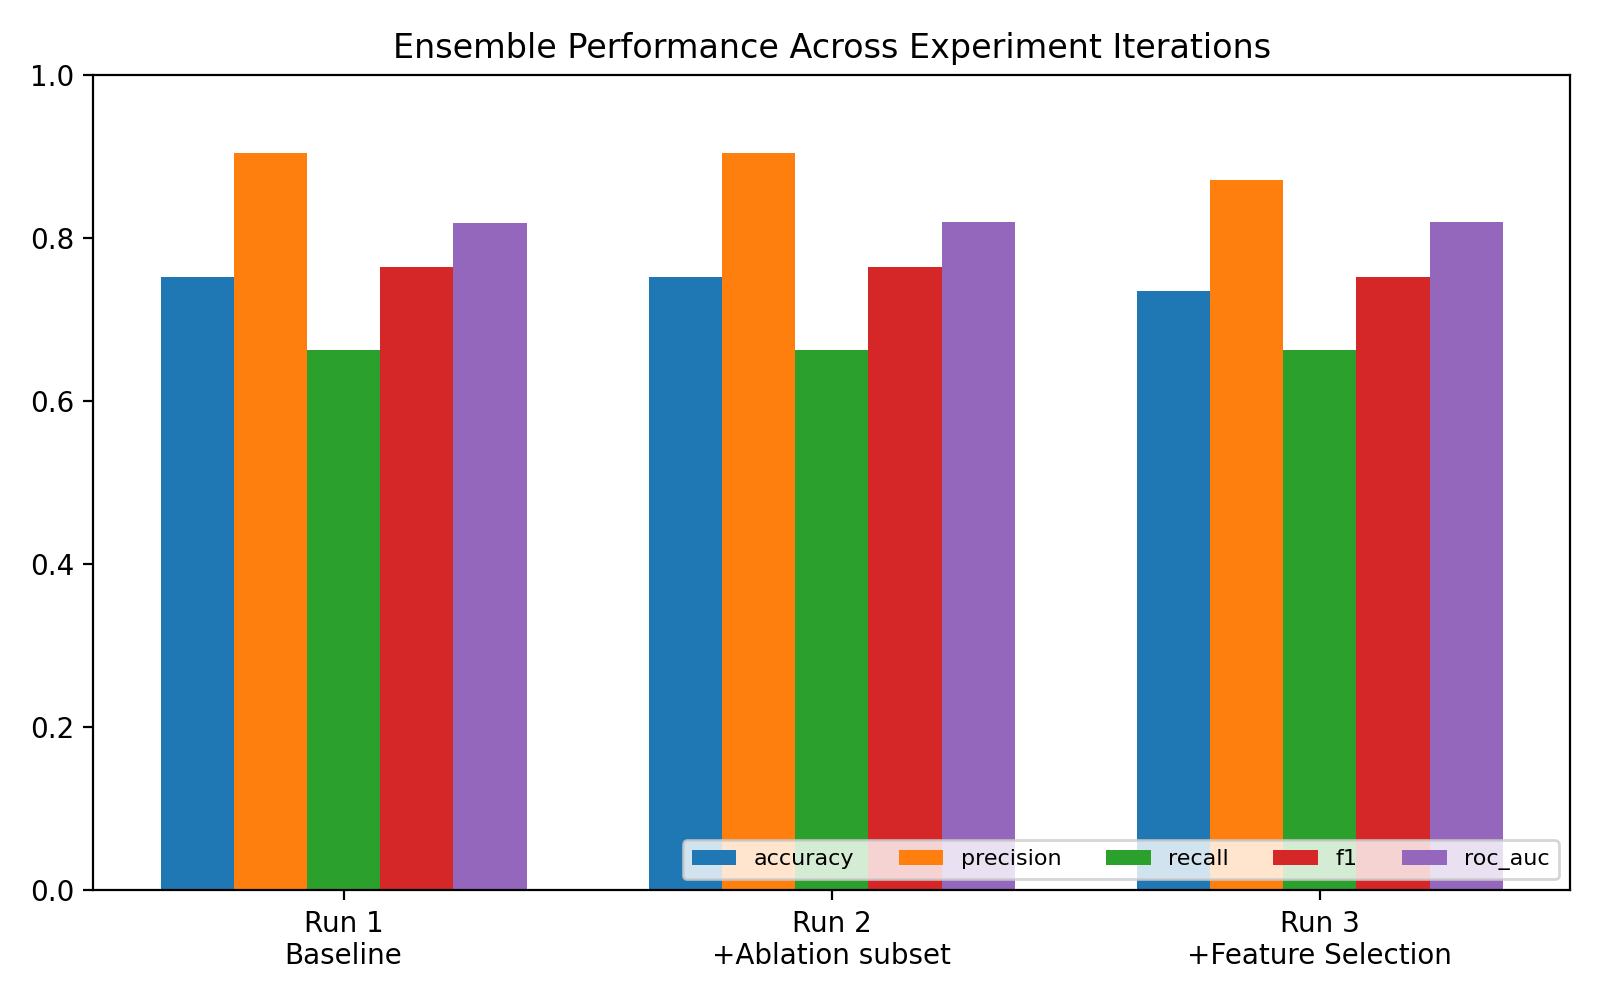 Ensemble Performance Across Experiment Iterations
1.0
0.8
0.6
0.4
0.2
0.0
accuracy precision recall f1 roc_auc
Run 1 Run 2 Run 3
Baseline +Ablation subset +Feature Selection